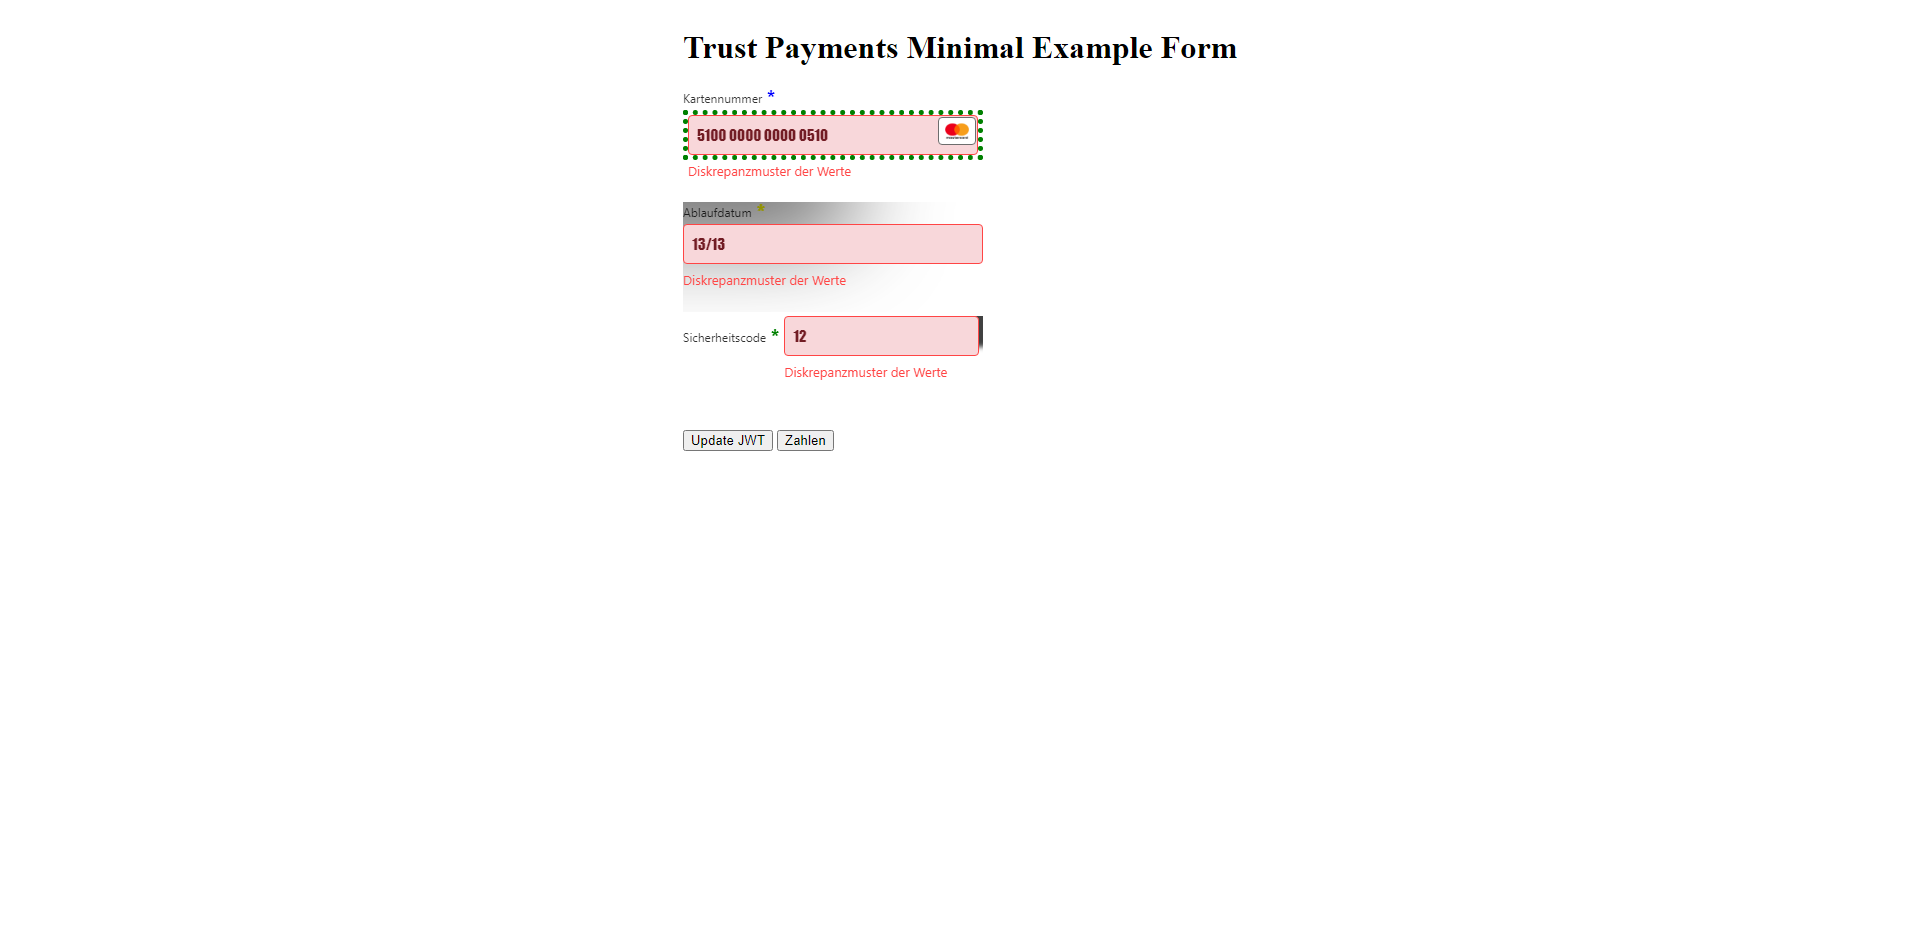 Trust Payments Minimal Example Form
Kartennummer *
5100 0000 0000 0510
mastercard
Diskrepanzmuster der Werte
Ablaufdatum *
13/13
Diskrepanzmuster der Werte
Sicherheitscode * 12
Diskrepanzmuster der Werte
Update JWT Zahlen